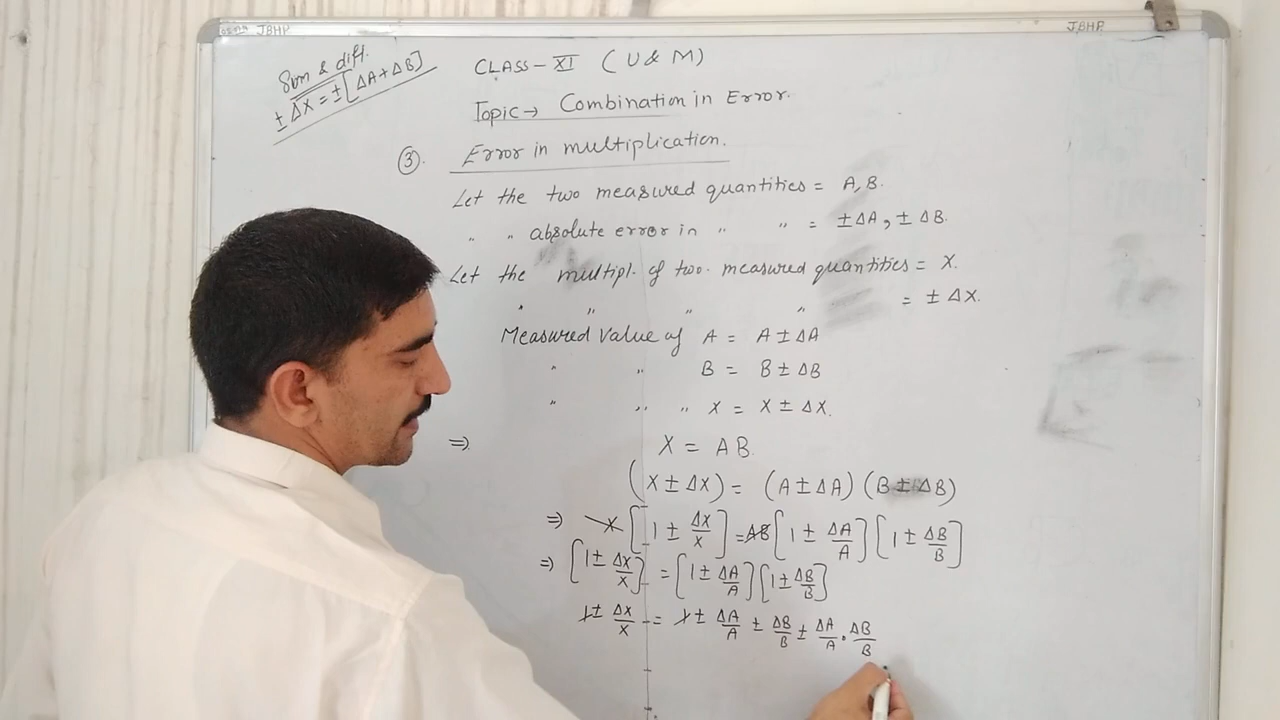 JBHP
JBHP
Sum & diff.
± ΔX = ± [ΔA + ΔB]
CLASS - XI (U & M)
Topic → Combination in Error.
③. Error in multiplication.
Let the two measured quantities = A, B.
" " absolute error in " " = ± ΔA, ± ΔB.
Let the multipl. of two measured quantities = X.
" " " " = ± ΔX.
Measured Value of A = A ± ΔA
" " B = B ± ΔB
" " " X = X ± ΔX.
⇒ X = AB.
(X ± ΔX) = (A ± ΔA) (B ± ΔB)
⇒ X [1 ± ΔX/X] = AB [1 ± ΔA/A] [1 ± ΔB/B]
⇒ [1 ± ΔX/X] = [1 ± ΔA/A] [1 ± ΔB/B]
1 ± ΔX/X = 1 ± ΔA/A ± ΔB/B ± ΔA/A . ΔB/B